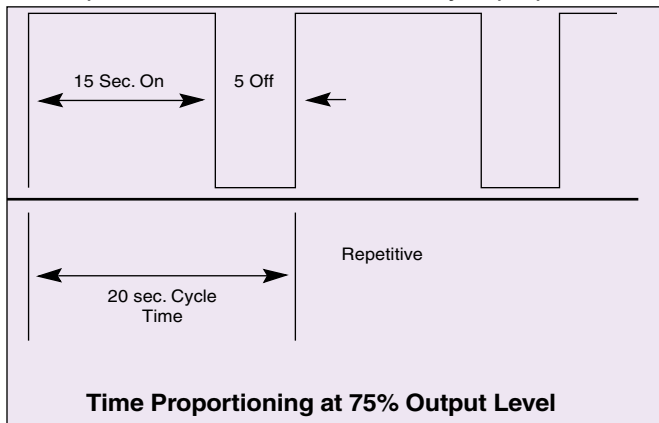 15 Sec. On
5 Off
Repetitive
20 sec. Cycle
Time
Time Proportioning at 75% Output Level